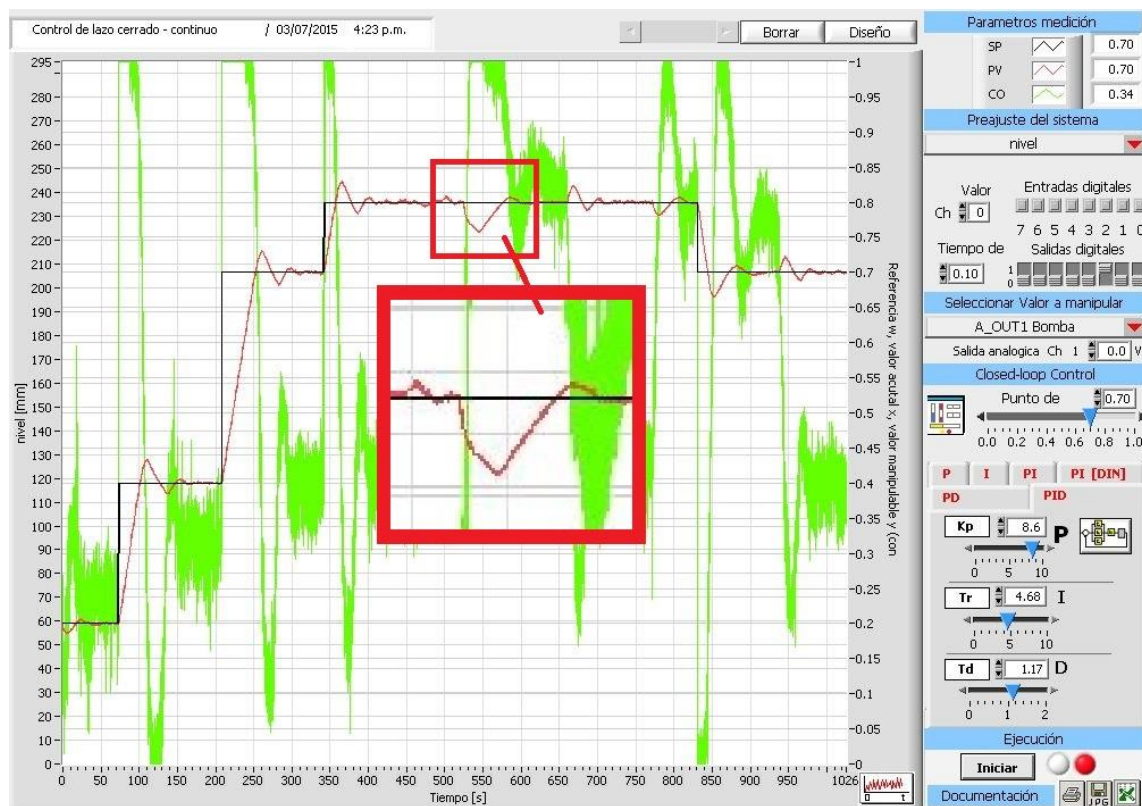 Control de lazo cerrado - continuo / 03/07/2015 4:23 p.m.
Borrar
Diseño
295
280
270
260
250
240
230
220
210
200
190
180
170
160
150
140
130
120
110
100
90
80
70
60
50
40
30
20
10
0
nivel [mm]
1
0.95
0.9
0.85
0.8
0.75
0.7
0.65
0.6
0.55
0.5
0.45
0.4
0.35
0.3
0.25
0.2
0.15
0.1
0.05
0
Referencia w, valor acutal x, valor manipulable y (con
0 50 100 150 200 250 300 350 400 450 500 550 600 650 700 750 800 850 900 950 1026
Tiempo [s]
0 t
Parametros medición
SP 0.70
PV 0.70
CO 0.34
Preajuste del sistema
nivel
Valor
Ch 0
Entradas digitales
7 6 5 4 3 2 1 0
Tiempo de
0.10
Salidas digitales
1
0
Seleccionar Valor a manipular
A_OUT1 Bomba
Salida analogica Ch 1 0.0 V
Closed-loop Control
Punto de 0.70
0.0 0.2 0.4 0.6 0.8 1.0
P I PI PI [DIN]
PD PID
Kp 8.6 P
0 5 10
Tr 4.68 I
0 5 10
Td 1.17 D
0 1 2
Ejecución
Iniciar
Documentación